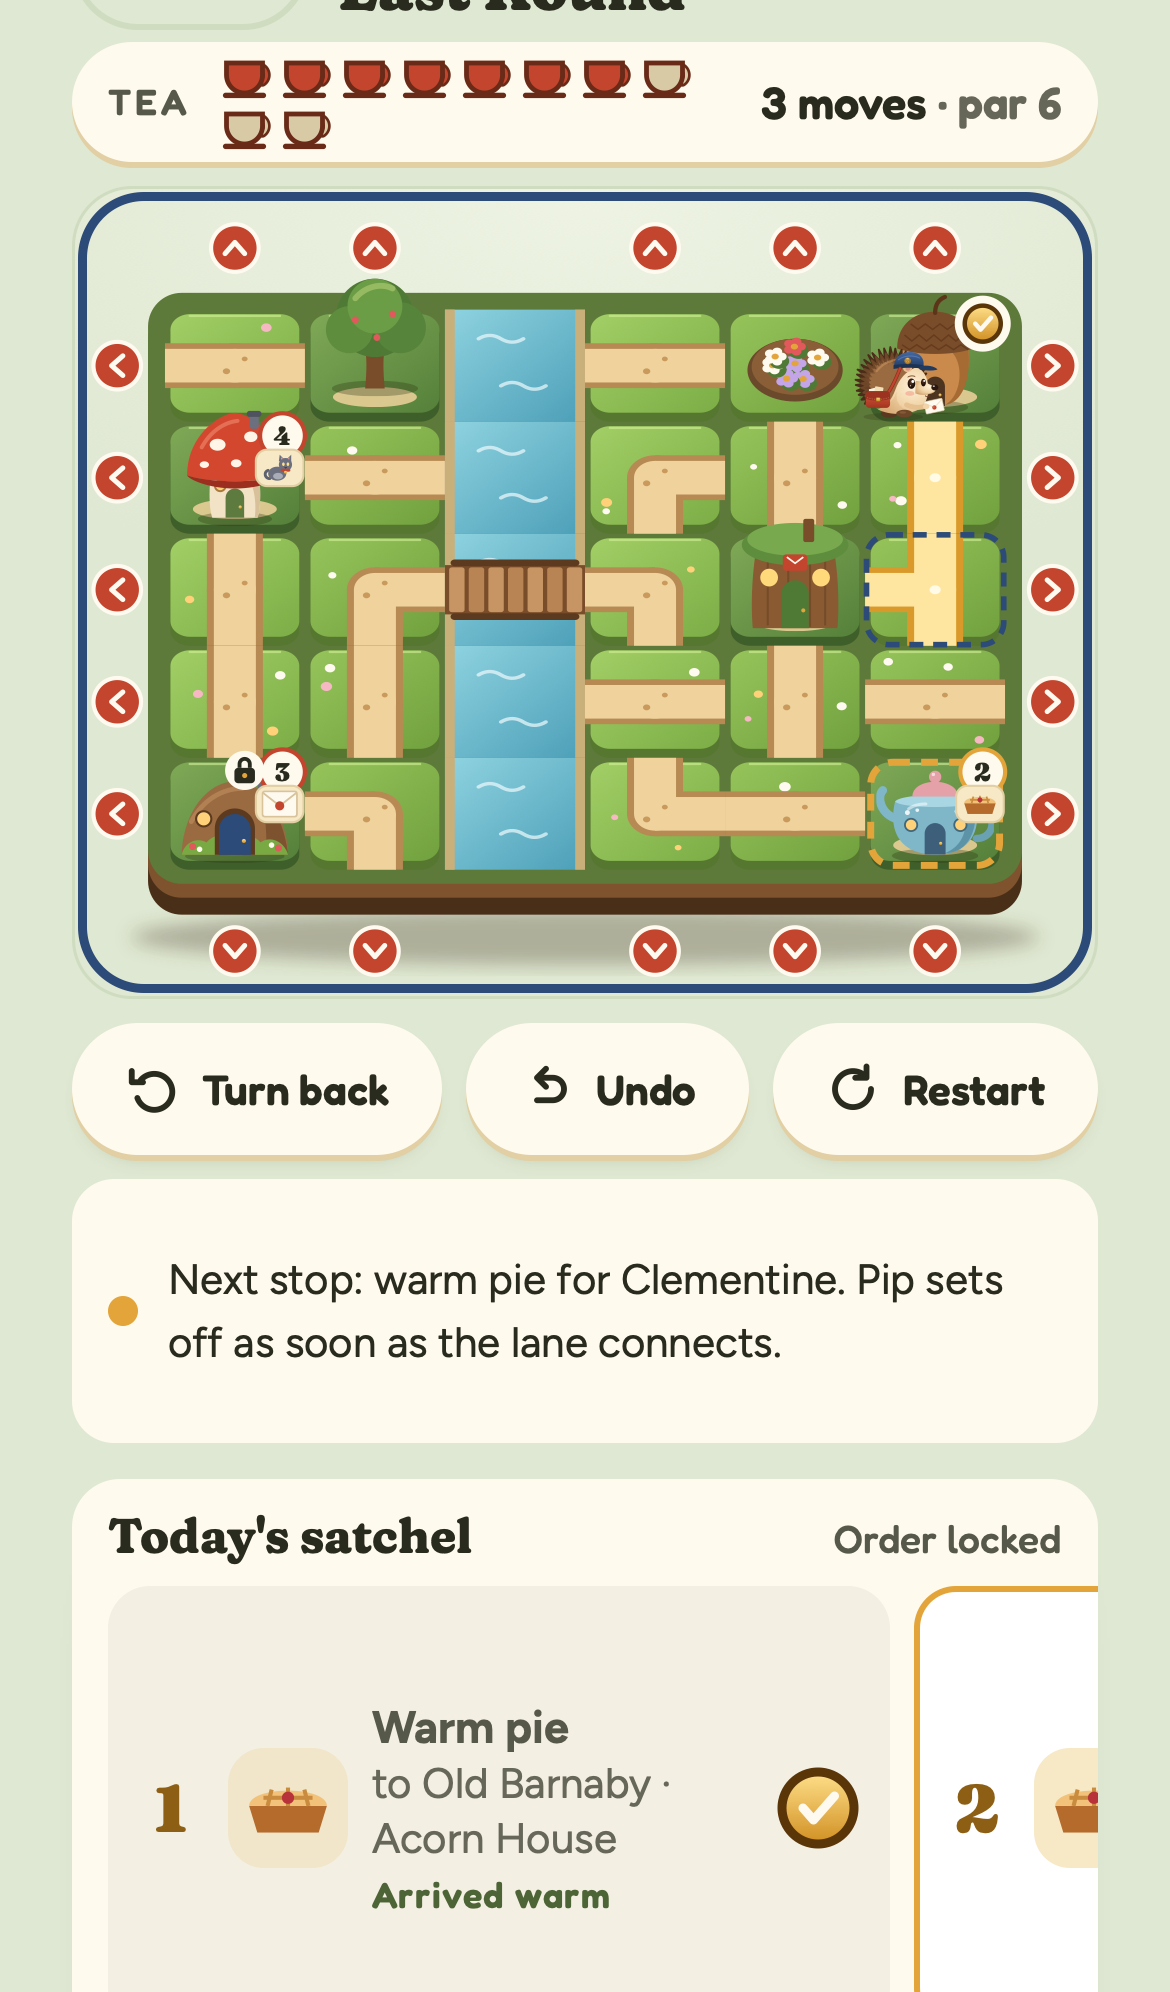 East Round
TEA
3 moves · par 6
4
3
2
Turn back
Undo
Restart
Next stop: warm pie for Clementine. Pip sets
off as soon as the lane connects.
Today's satchel
Order locked
1
Warm pie
to Old Barnaby ·
Acorn House
Arrived warm
2